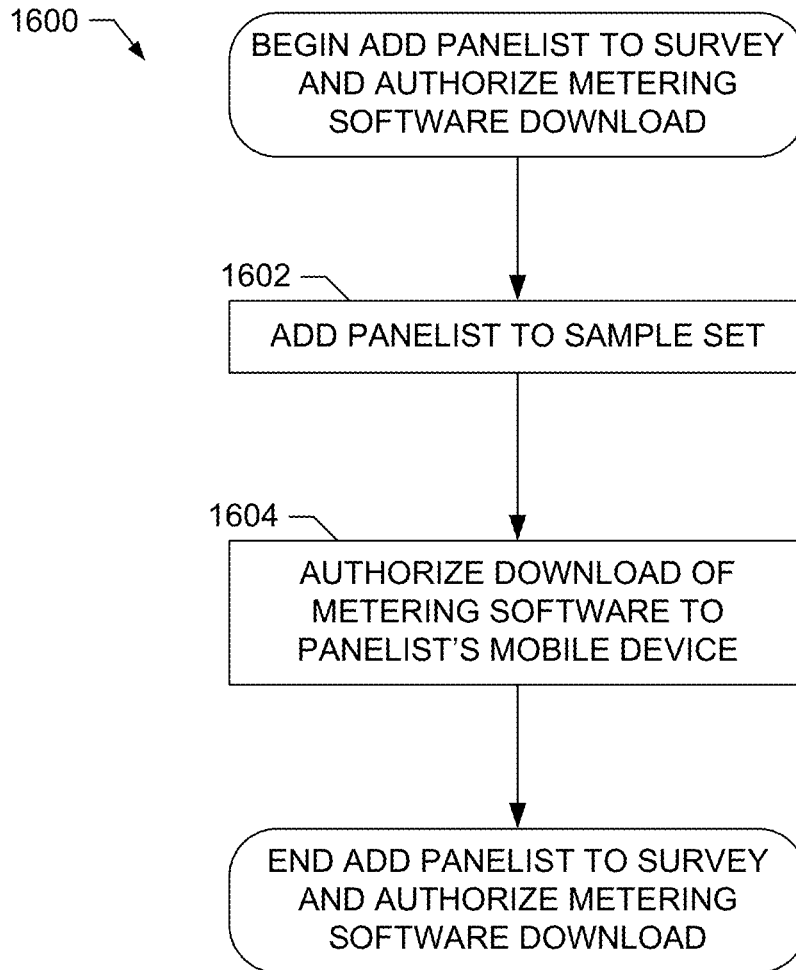 1600
BEGIN ADD PANELIST TO SURVEY
AND AUTHORIZE METERING
SOFTWARE DOWNLOAD
1602
ADD PANELIST TO SAMPLE SET
1604
AUTHORIZE DOWNLOAD OF
METERING SOFTWARE TO
PANELIST'S MOBILE DEVICE
END ADD PANELIST TO SURVEY
AND AUTHORIZE METERING
SOFTWARE DOWNLOAD